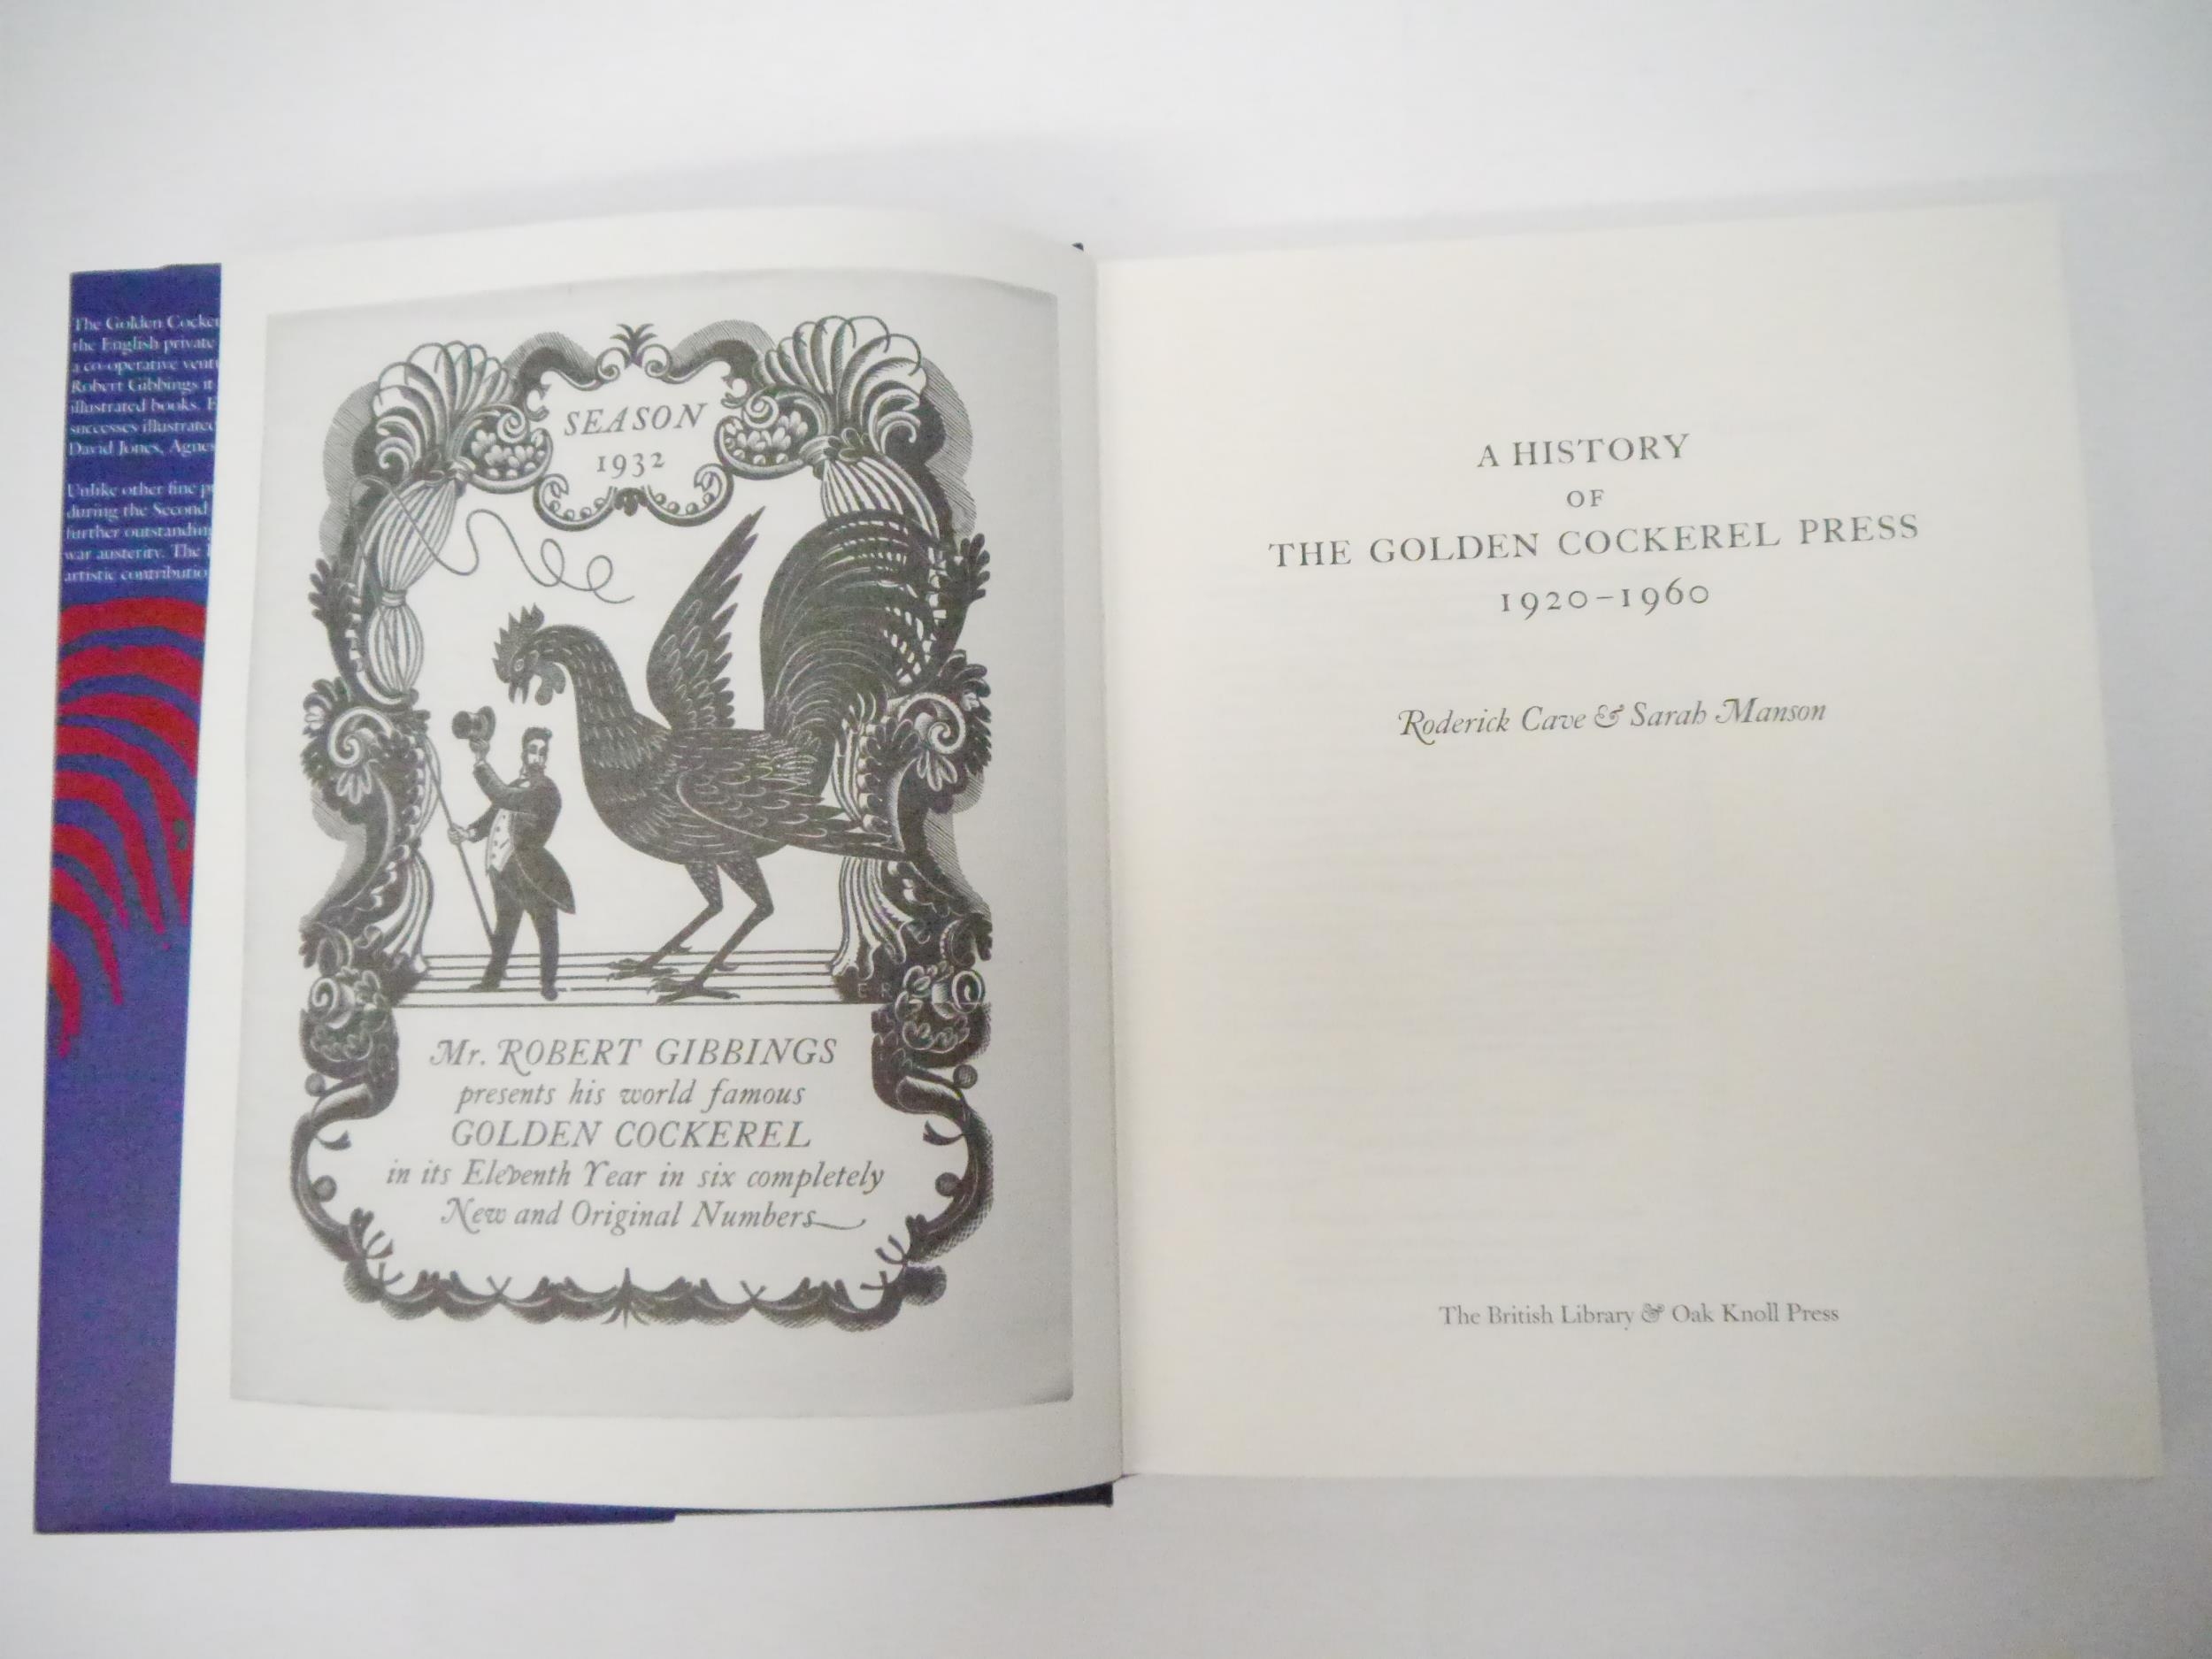 The Golden Cocker
the English private
a co-operative vent
Robert Gibbings it
illustrated books.
successes illustrated
David Jones, Agnes
Unlike other fine
during the Second
further outstanding
war austerity. The
artistic contributio
SEASON
1932
E R
Mr. ROBERT GIBBINGS
presents his world famous
GOLDEN COCKEREL
in its Eleventh Year in six completely
New and Original Numbers
A HISTORY
OF
THE GOLDEN COCKEREL PRESS
1920–1960
Roderick Cave & Sarah Manson
The British Library & Oak Knoll Press